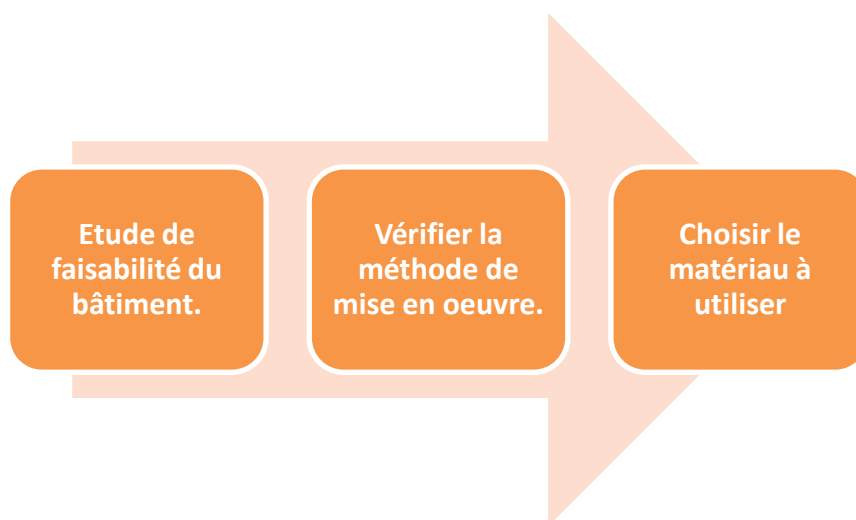 Etude de
faisabilité du
bâtiment.
Vérifier la
méthode de
mise en oeuvre.
Choisir le
matériau à
utiliser